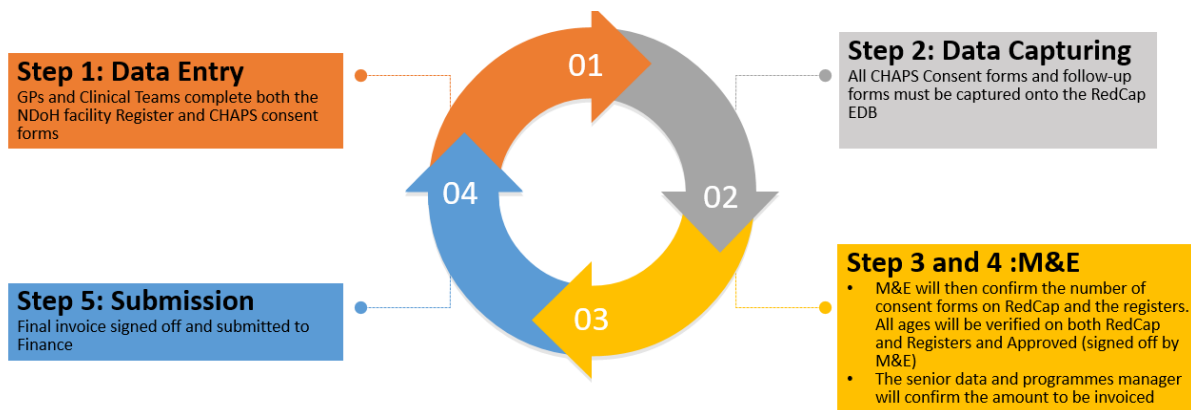 Step 1: Data Entry
GPs and Clinical Teams complete both the
NDoH facility Register and CHAPS consent
forms
01
Step 2: Data Capturing
All CHAPS Consent forms and follow-up
forms must be captured onto the RedCap
EDB
02
Step 3 and 4 :M&E
• M&E will then confirm the number of
consent forms on RedCap and the registers.
All ages will be verified on both RedCap
and Registers and Approved (signed off by
M&E)
• The senior data and programmes manager
will confirm the amount to be invoiced
03
Step 5: Submission
Final invoice signed off and submitted to
Finance
04